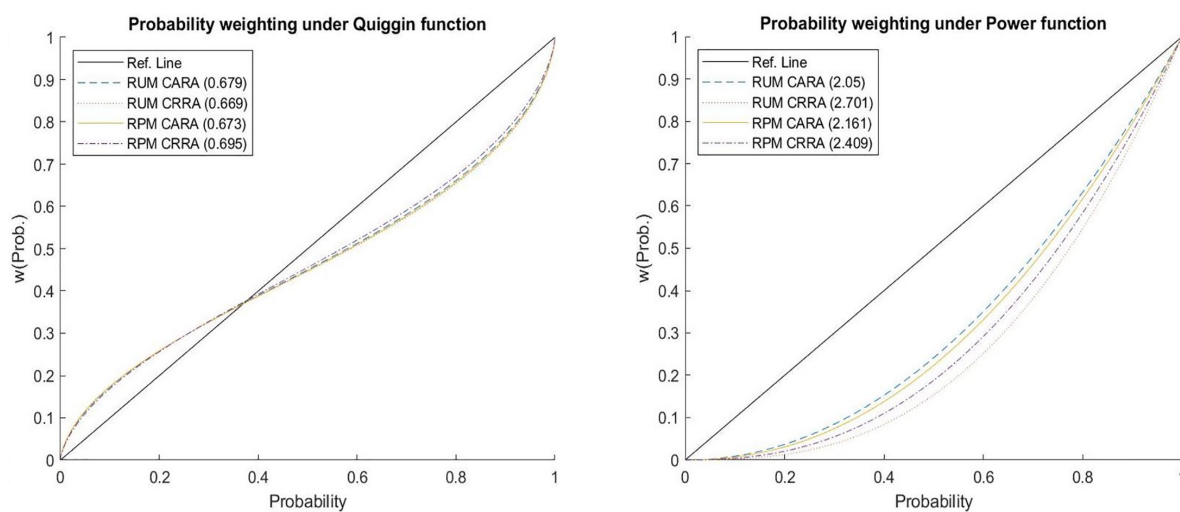 Probability weighting under Quiggin function
1
0.9
0.8
0.7
0.6
0.5
0.4
0.3
0.2
0.1
0
w(Prob.)
Ref. Line
RUM CARA (0.679)
RUM CRRA (0.669)
RPM CARA (0.673)
RPM CRRA (0.695)
0 0.2 0.4 0.6 0.8 1
Probability
Probability weighting under Power function
1
0.9
0.8
0.7
0.6
0.5
0.4
0.3
0.2
0.1
0
w(Prob.)
Ref. Line
RUM CARA (2.05)
RUM CRRA (2.701)
RPM CARA (2.161)
RPM CRRA (2.409)
0 0.2 0.4 0.6 0.8 1
Probability